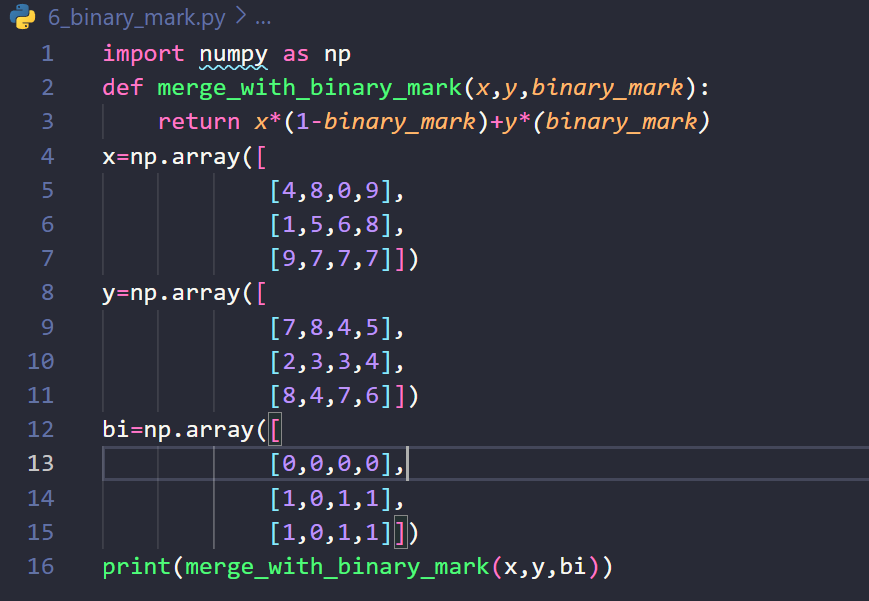 6_binary_mark.py > ...
1 import numpy as np
2 def merge_with_binary_mark(x,y,binary_mark):
3     return x*(1-binary_mark)+y*(binary_mark)
4 x=np.array([
5             [4,8,0,9],
6             [1,5,6,8],
7             [9,7,7,7]])
8 y=np.array([
9             [7,8,4,5],
10             [2,3,3,4],
11             [8,4,7,6]])
12 bi=np.array([
13             [0,0,0,0],
14             [1,0,1,1],
15             [1,0,1,1]])
16 print(merge_with_binary_mark(x,y,bi))